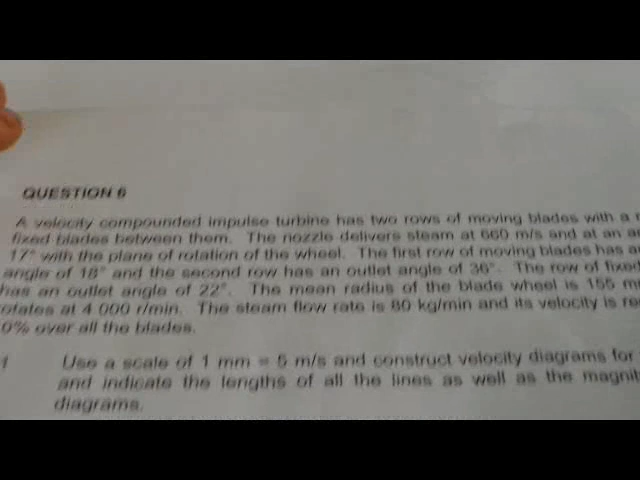 QUESTION 6
A velocity compounded impulse turbine has two rows of moving blades with a
fixed blades between them. The nozzle delivers steam at 660 m/s and at an
17° with the plane of rotation of the wheel. The first row of moving blades has
angle of 18° and the second row has an outlet angle of 36°. The row of fixed
has an outlet angle of 22°. The mean radius of the blade wheel is 155
rotates at 4 000 r/min. The steam flow rate is 80 kg/min and its velocity is
0% over all the blades.
1 Use a scale of 1 mm = 5 m/s and construct velocity diagrams for
and indicate the lengths of all the lines as well as the
diagrams.